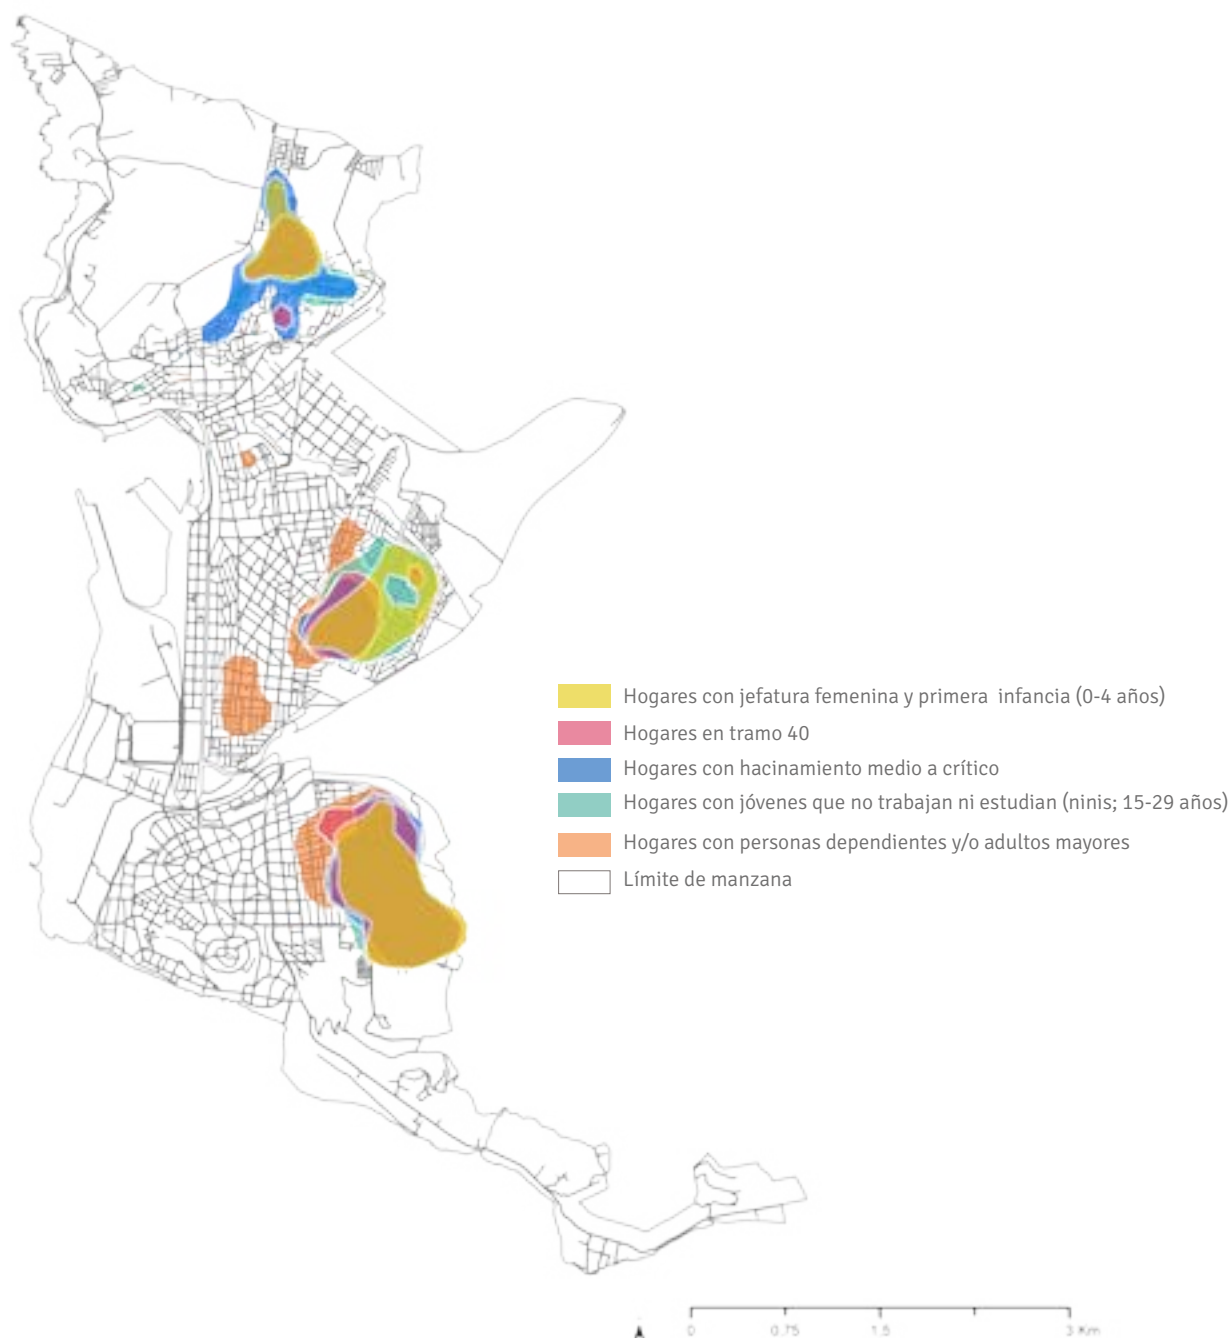 Hogares con jefatura femenina y primera infancia (0-4 años)
Hogares en tramo 40
Hogares con hacinamiento medio a crítico
Hogares con jóvenes que no trabajan ni estudian (ninis; 15-29 años)
Hogares con personas dependientes y/o adultos mayores
Límite de manzana
0 0.75 1.5 3 Km